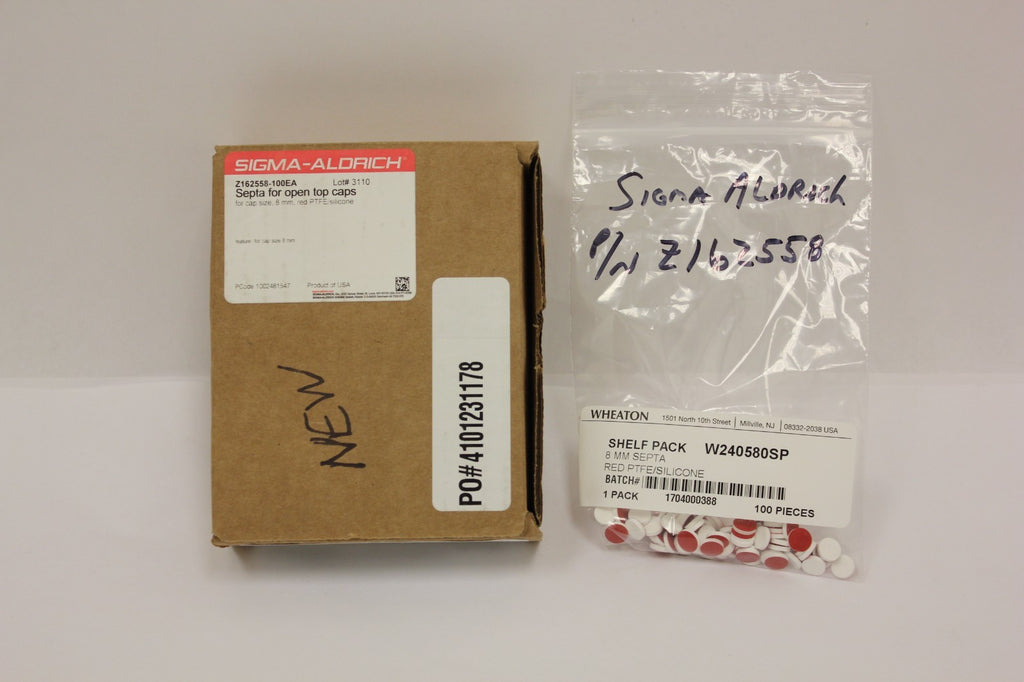 SIGMA-ALDRICH
Z162558-100EA Lot# 3110
Septa for open top caps
for cap size, 8 mm, red PTFE/silicone
feature for cap size 8 mm
PCode 1002481547 Product of USA
NEW
PO# 4101231178
SIGMA ALDRICH
P/N Z162558
WHEATON 1501 North 10th Street | Millville, NJ | 08332-2038 USA
SHELF PACK W240580SP
8 MM SEPTA
RED PTFE/SILICONE
BATCH#
1 PACK 1704000388
100 PIECES